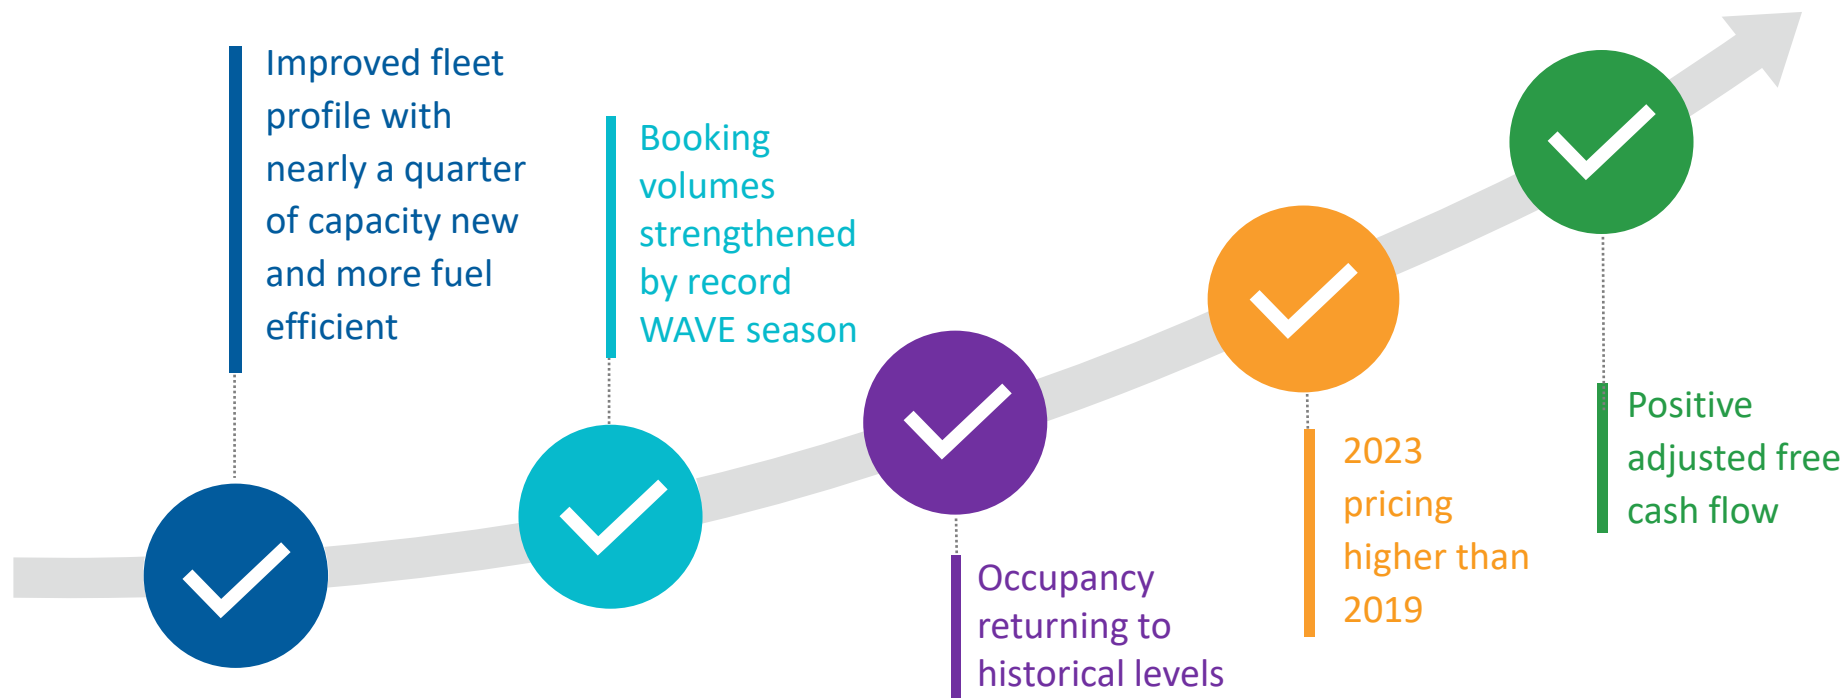 Improved fleet
profile with
nearly a quarter
of capacity new
and more fuel
efficient
Booking
volumes
strengthened
by record
WAVE season
Occupancy
returning to
historical levels
2023
pricing
higher than
2019
Positive
adjusted free
cash flow